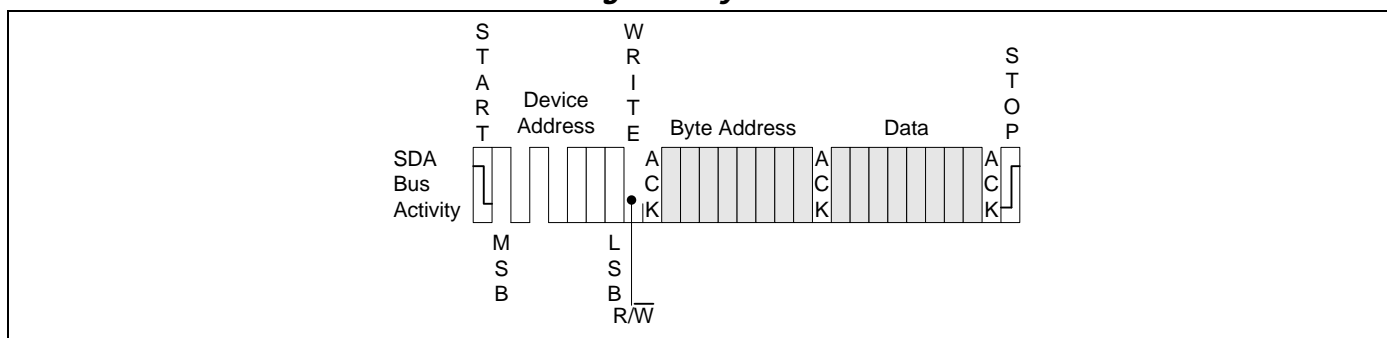 START
WRITE
STOP
Device
Address
Byte Address
Data
SDA
Bus
Activity
ACK
ACK
ACK
MSB
LSB
R/W̅